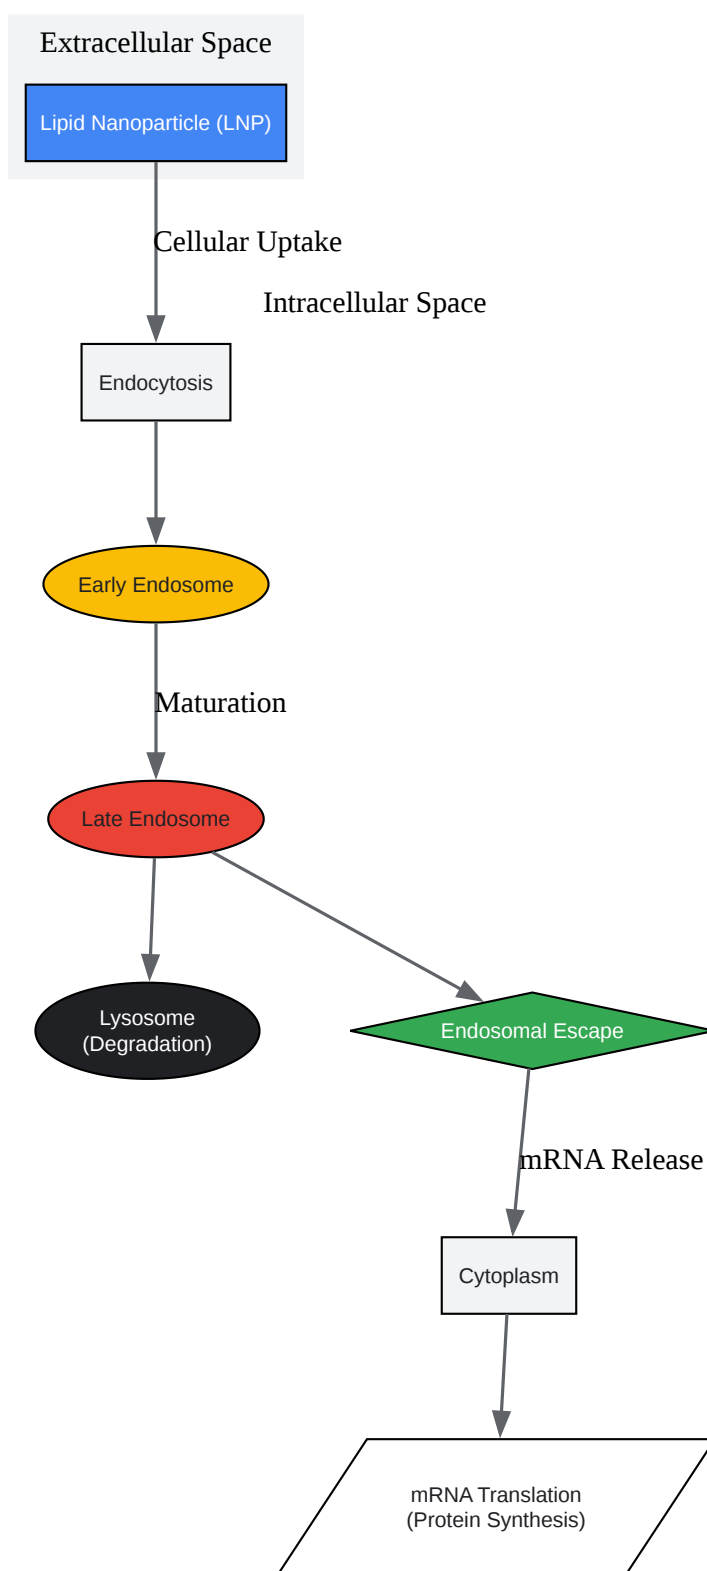 Extracellular Space
Lipid Nanoparticle (LNP)
Cellular Uptake
Intracellular Space
Endocytosis
Early Endosome
Maturation
Late Endosome
Lysosome
(Degradation)
Endosomal Escape
mRNA Release
Cytoplasm
mRNA Translation
(Protein Synthesis)